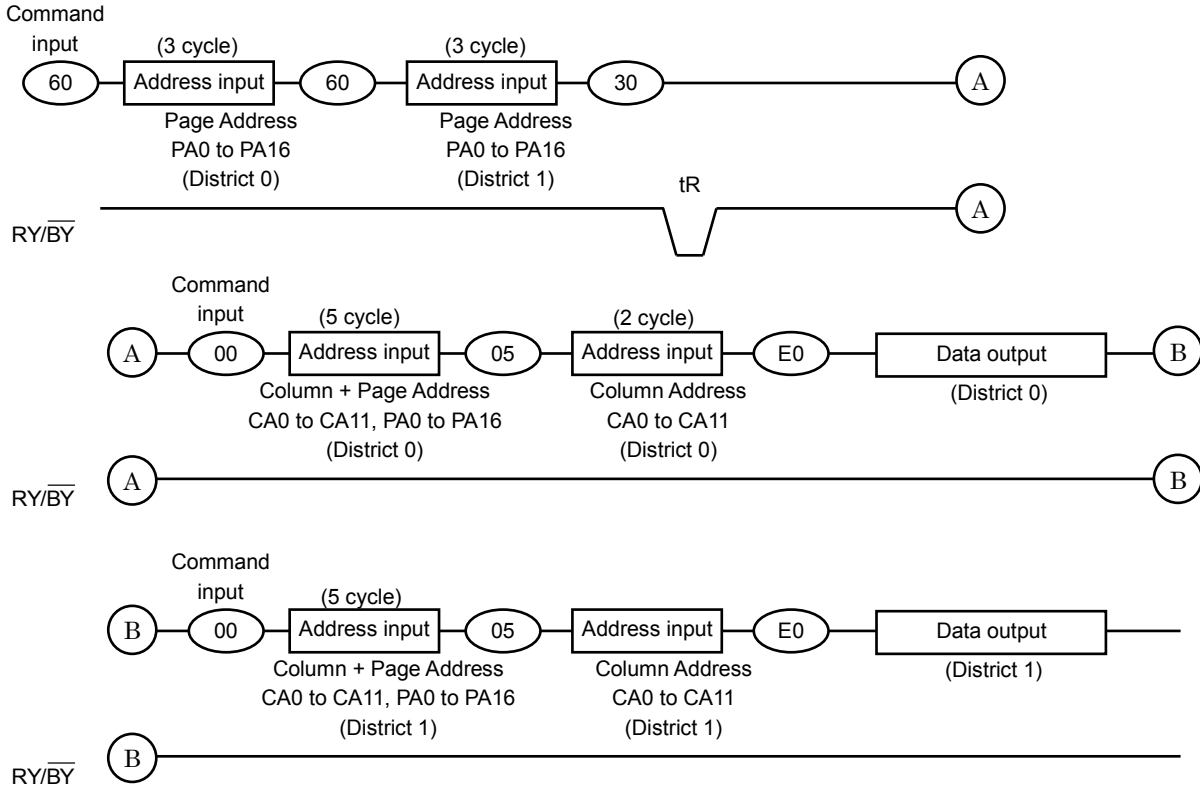 Command
input
(3 cycle) (3 cycle)
60 Address input 60 Address input 30 A
Page Address Page Address
PA0 to PA16 PA0 to PA16
(District 0) (District 1)
tR
RY/BY A
Command
input
(5 cycle) (2 cycle)
A 00 Address input 05 Address input E0 Data output B
Column + Page Address Column Address (District 0)
CA0 to CA11, PA0 to PA16 CA0 to CA11
(District 0) (District 0)
RY/BY A B
Command
input
(5 cycle)
B 00 Address input 05 Address input E0 Data output
Column + Page Address Column Address (District 1)
CA0 to CA11, PA0 to PA16 CA0 to CA11
(District 1) (District 1)
RY/BY B